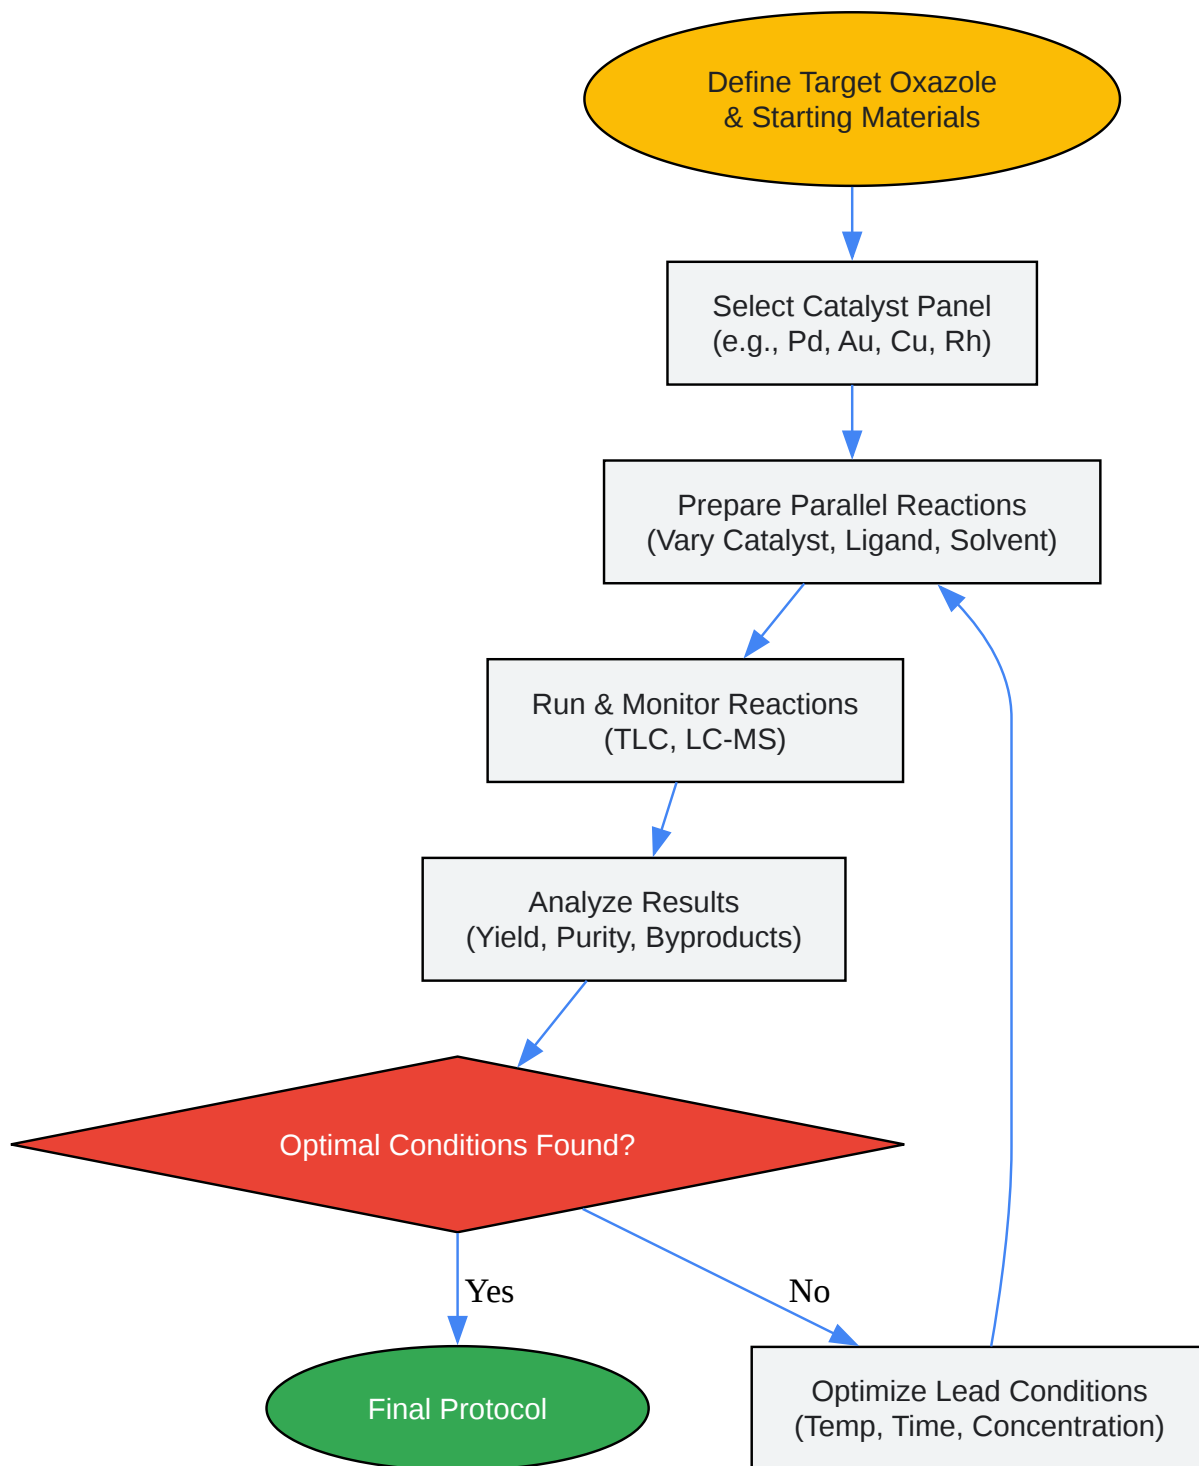 Define Target Oxazole
& Starting Materials
Select Catalyst Panel
(e.g., Pd, Au, Cu, Rh)
Prepare Parallel Reactions
(Vary Catalyst, Ligand, Solvent)
Run & Monitor Reactions
(TLC, LC-MS)
Analyze Results
(Yield, Purity, Byproducts)
Optimal Conditions Found?
Yes
No
Final Protocol
Optimize Lead Conditions
(Temp, Time, Concentration)